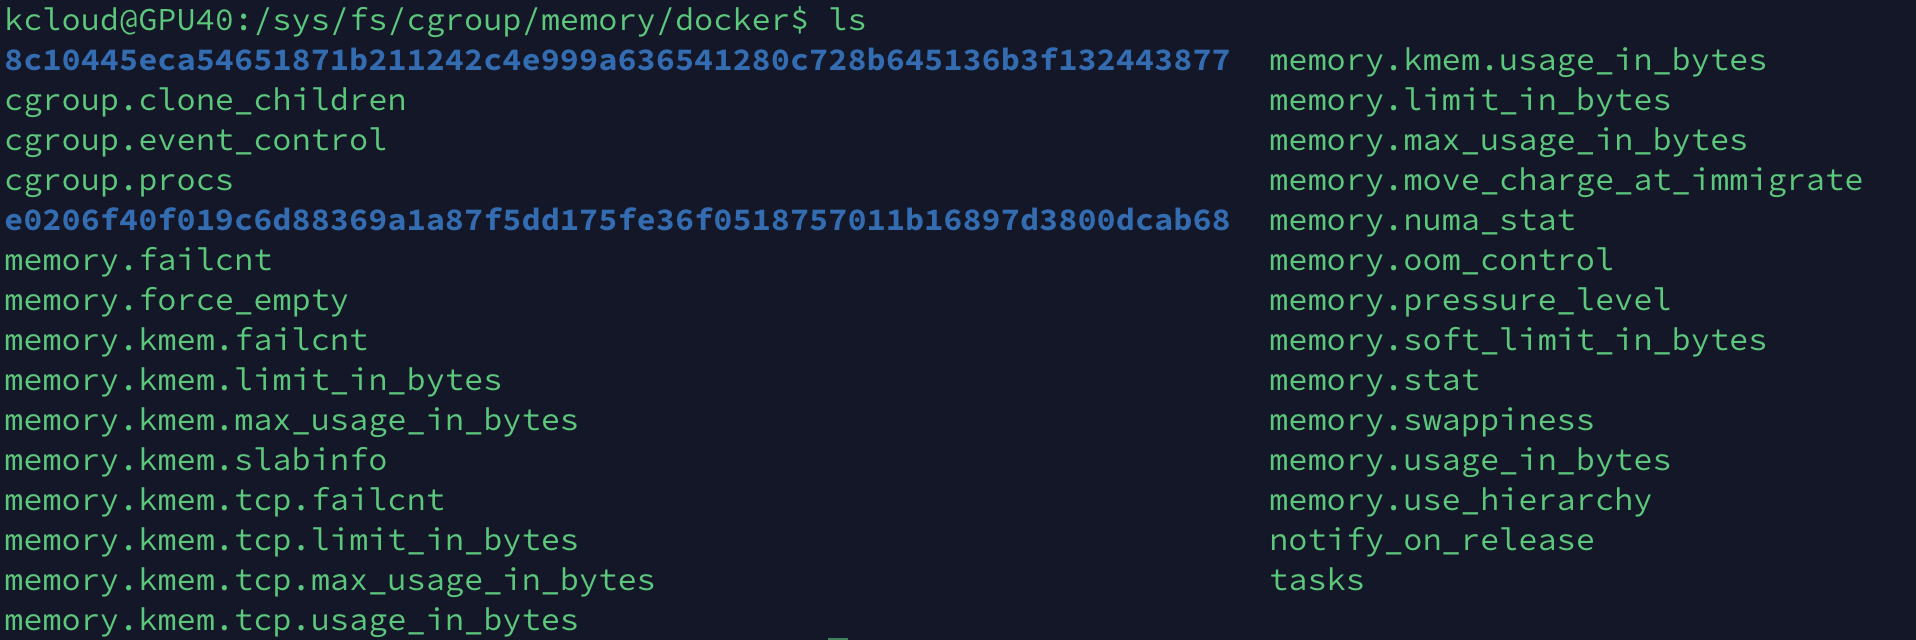 kcloud@GPU40:/sys/fs/cgroup/memory/docker$ ls
8c10445eca54651871b211242c4e999a636541280c728b645136b3f132443877  memory.kmem.usage_in_bytes
cgroup.clone_children  memory.limit_in_bytes
cgroup.event_control  memory.max_usage_in_bytes
cgroup.procs  memory.move_charge_at_immigrate
e0206f40f019c6d88369a1a87f5dd175fe36f0518757011b16897d3800dcab68  memory.numa_stat
memory.failcnt  memory.oom_control
memory.force_empty  memory.pressure_level
memory.kmem.failcnt  memory.soft_limit_in_bytes
memory.kmem.limit_in_bytes  memory.stat
memory.kmem.max_usage_in_bytes  memory.swappiness
memory.kmem.slabinfo  memory.usage_in_bytes
memory.kmem.tcp.failcnt  memory.use_hierarchy
memory.kmem.tcp.limit_in_bytes  notify_on_release
memory.kmem.tcp.max_usage_in_bytes  tasks
memory.kmem.tcp.usage_in_bytes